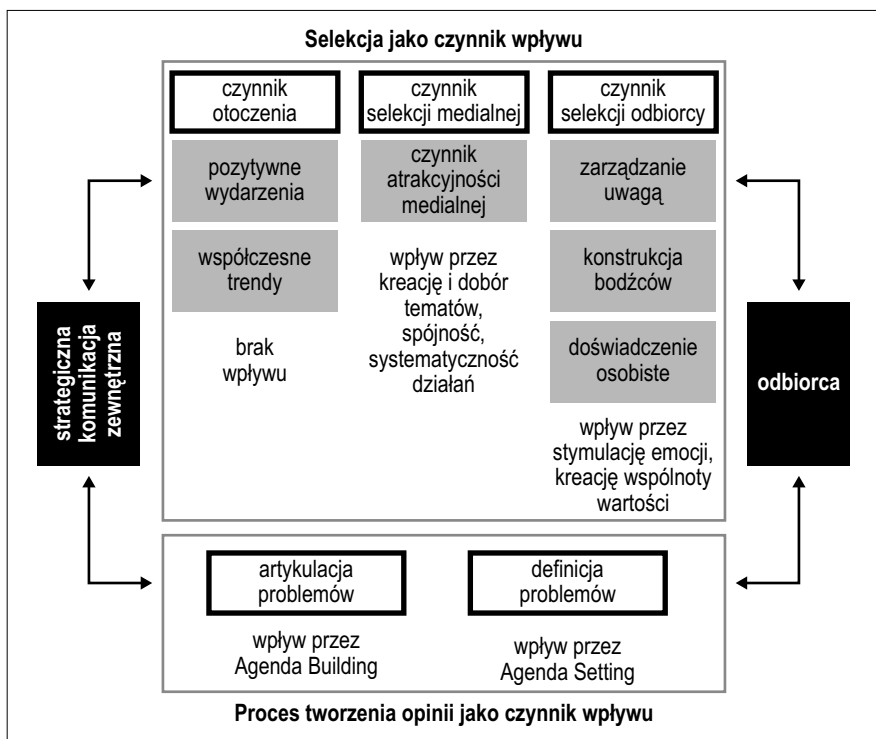 Selekcja jako czynnik wpływu
czynnik
otoczenia
pozytywne
wydarzenia
współczesne
trendy
brak
wpływu
czynnik
selekcji medialnej
czynnik
atrakcyjności
medialnej
wpływ przez
kreację i dobór
tematów,
spójność,
systematyczność
działań
czynnik
selekcji odbiorcy
zarządzanie
uwagą
konstrukcja
bodźców
doświadczenie
osobiste
wpływ przez
stymulację emocji,
kreację wspólnoty
wartości
strategiczna
komunikacja
zewnętrzna
odbiorca
artykulacja
problemów
wpływ przez
Agenda Building
definicja
problemów
wpływ przez
Agenda Setting
Proces tworzenia opinii jako czynnik wpływu